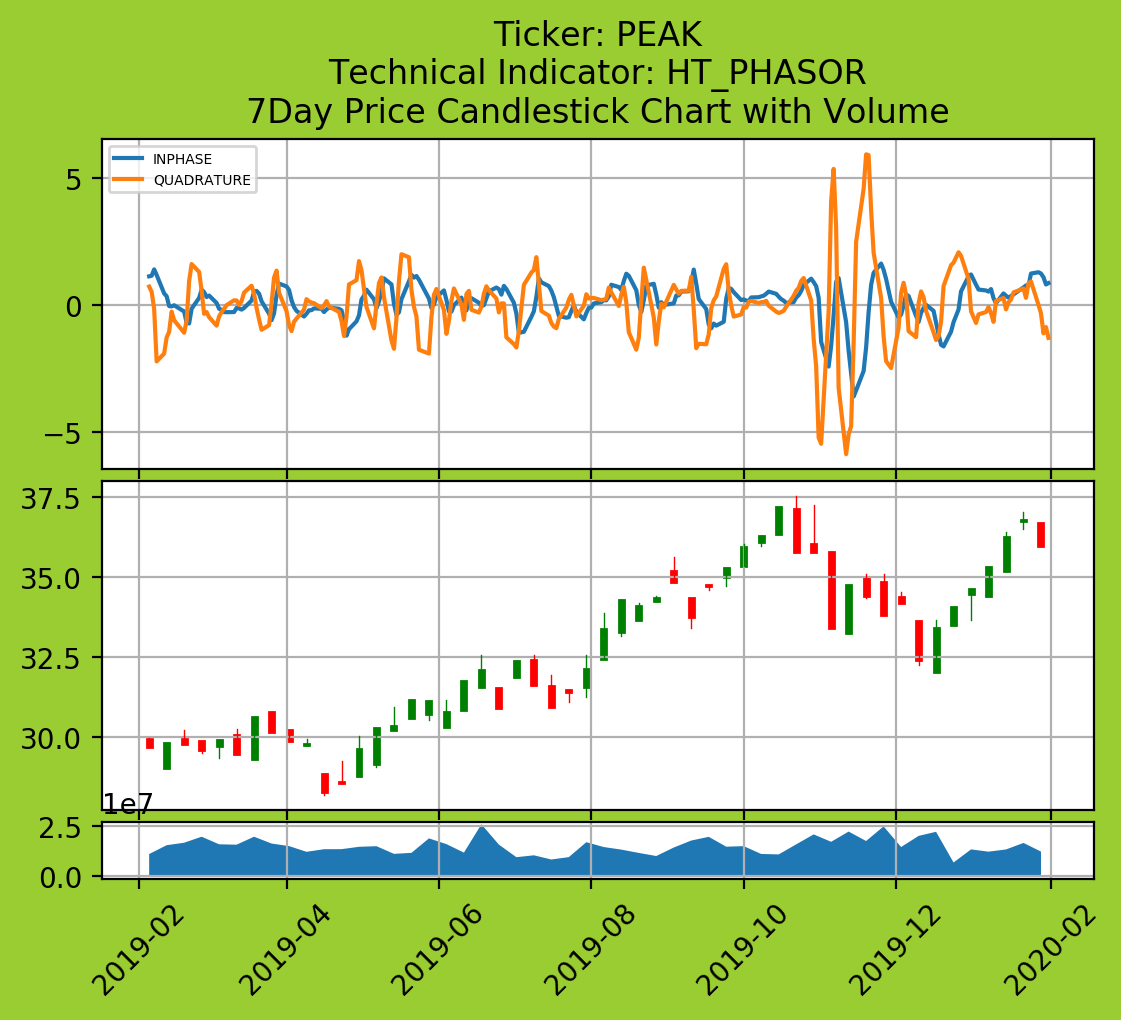 Ticker: PEAK
Technical Indicator: HT_PHASOR
7Day Price Candlestick Chart with Volume
INPHASE
QUADRATURE
5
0
−5
37.5
35.0
32.5
30.0
1e7
2.5
0.0
2019-02 2019-04 2019-06 2019-08 2019-10 2019-12 2020-02